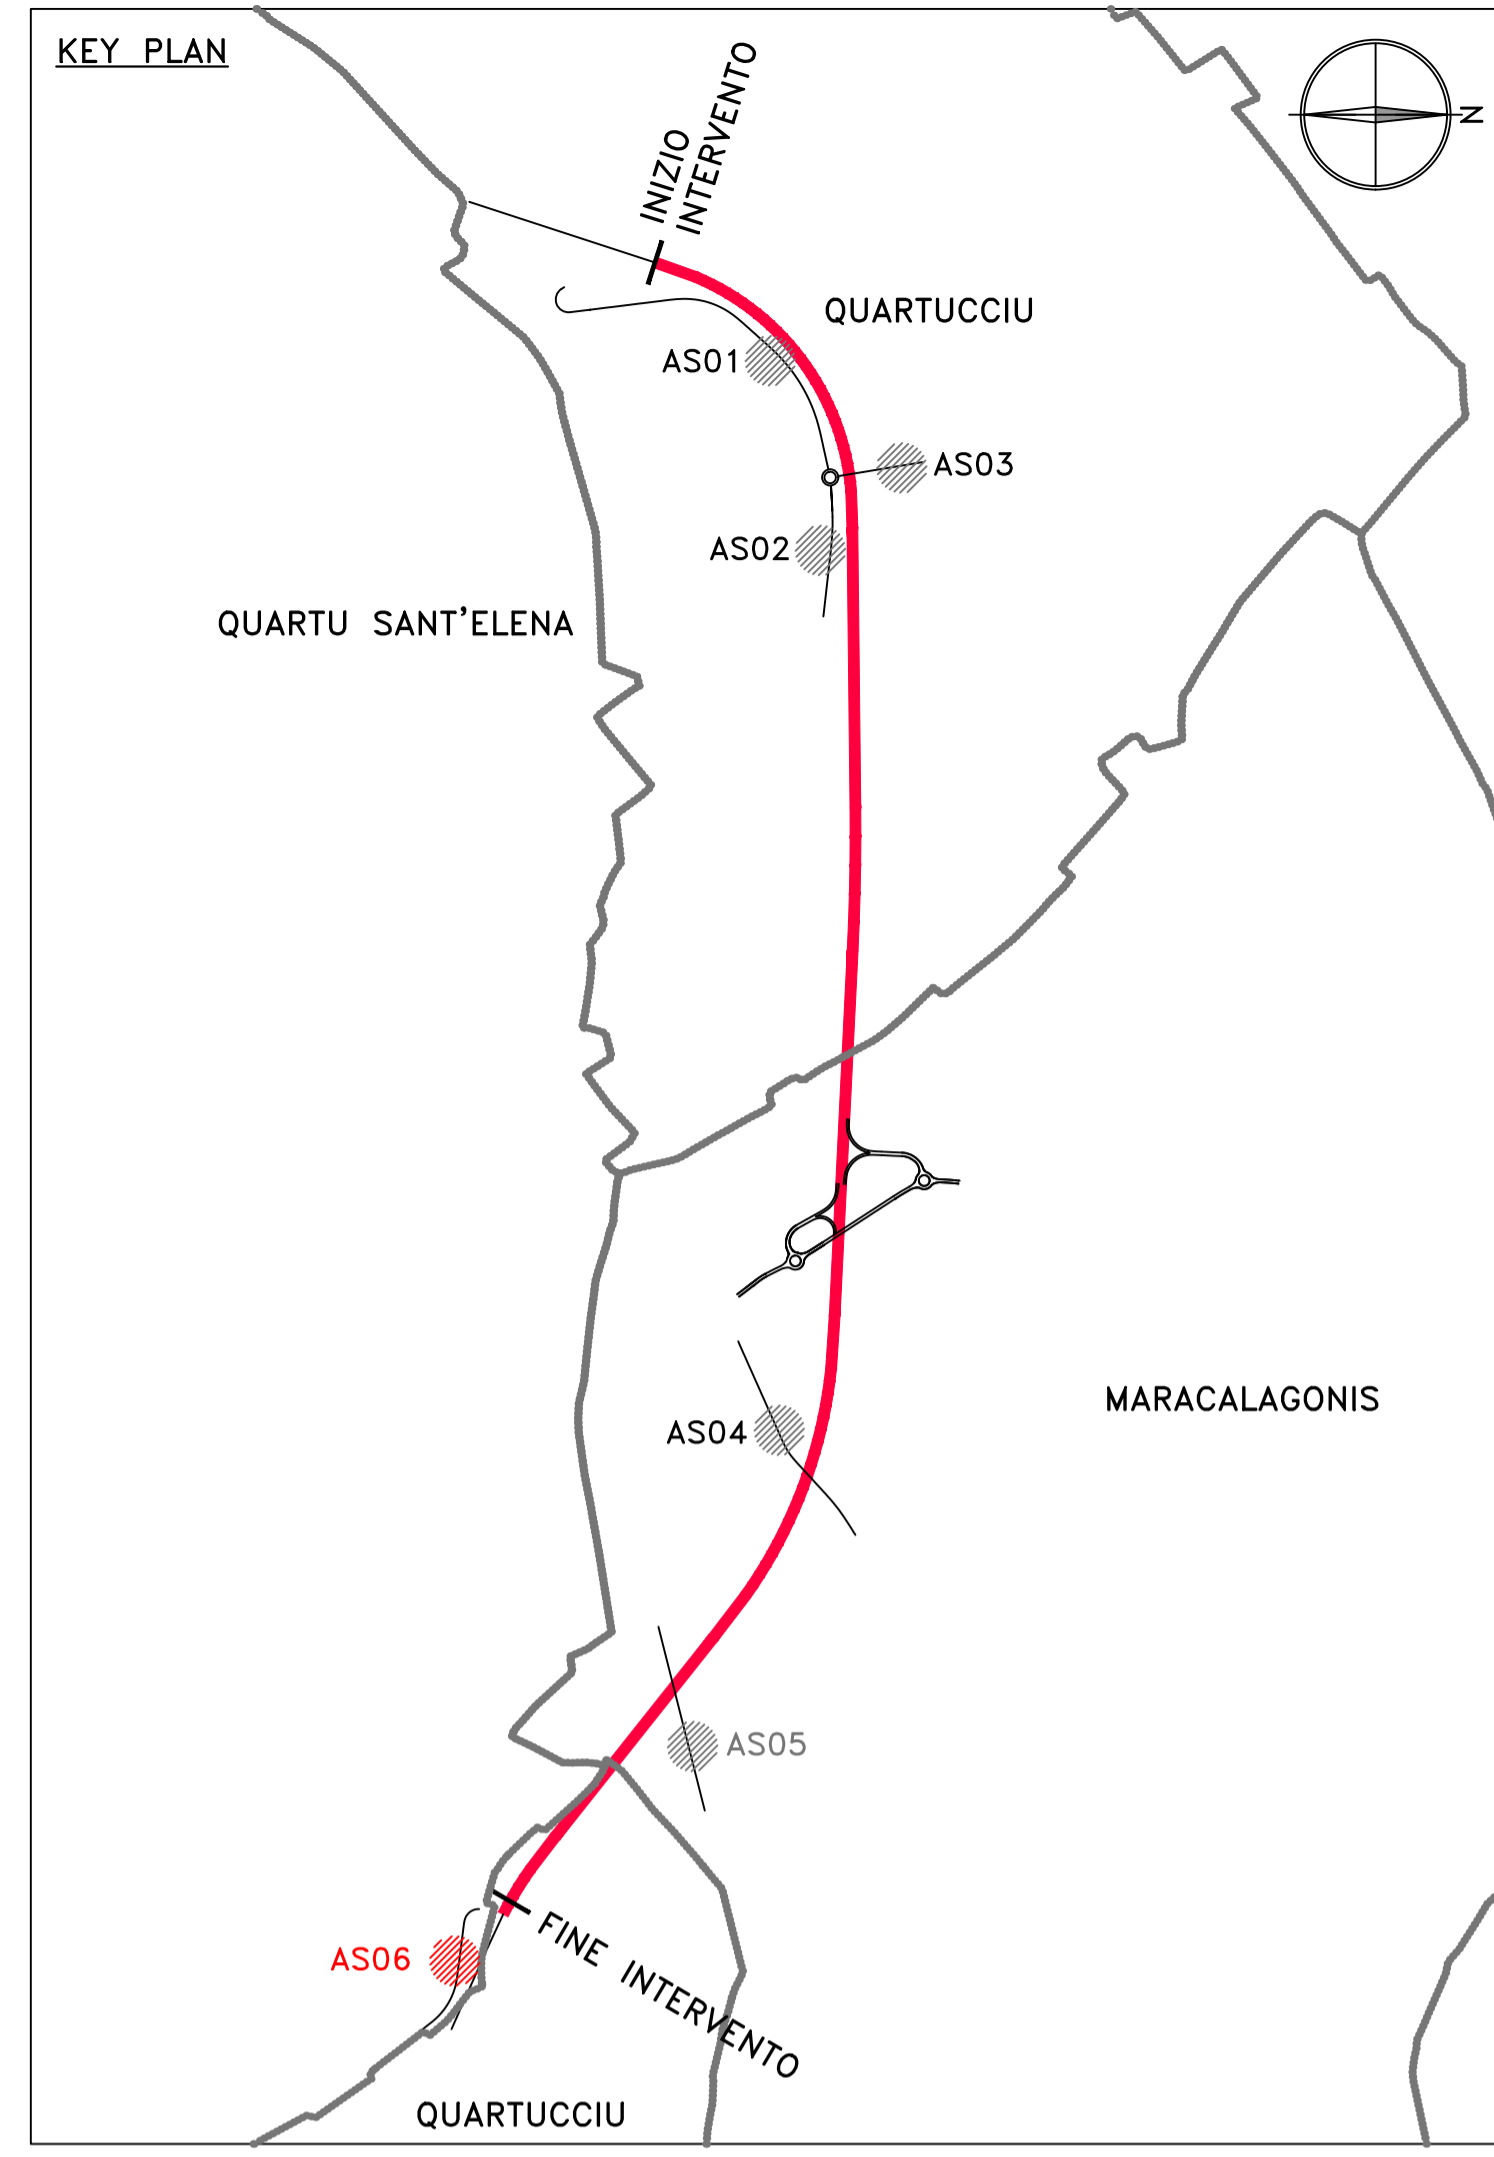 KEY PLAN
N
INIZIO
INTERVENTO
QUARTUCCIU
AS01
AS03
AS02
QUARTU SANT'ELENA
MARACALAGONIS
AS04
AS05
AS06
FINE INTERVENTO
QUARTUCCIU